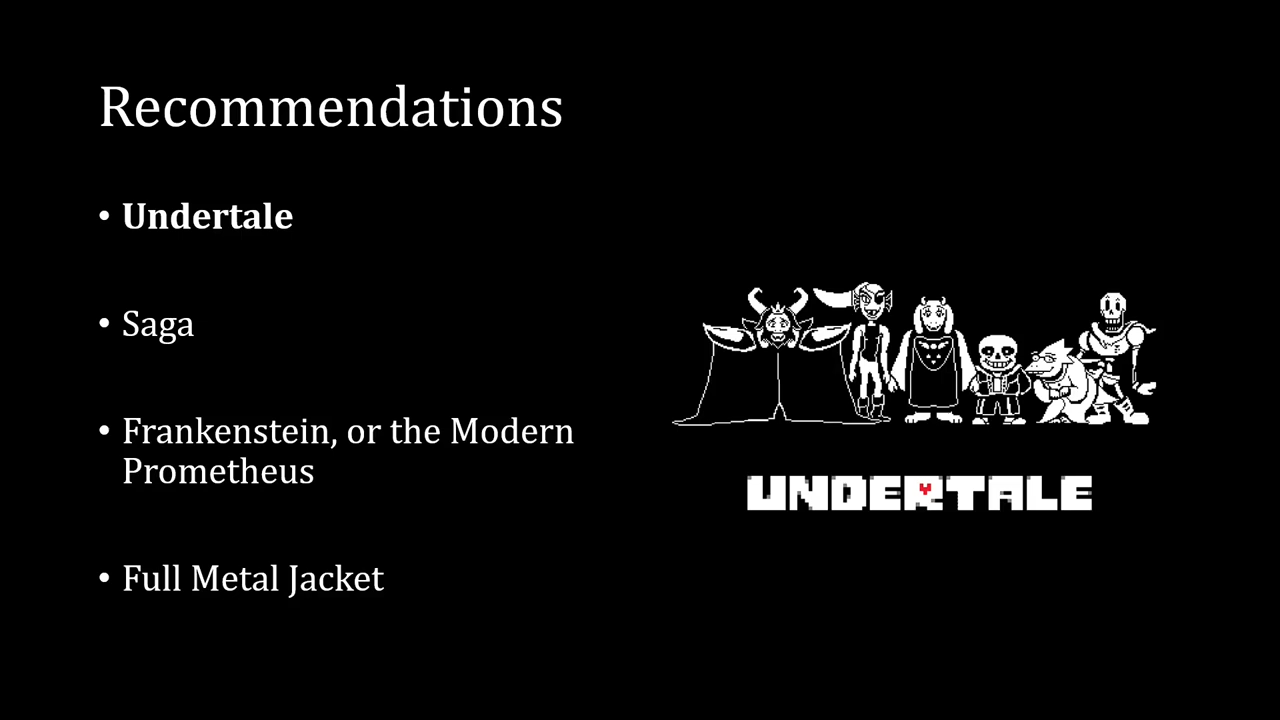 Recommendations
• Undertale
• Saga
• Frankenstein, or the Modern
Prometheus
• Full Metal Jacket
UNDERTALE